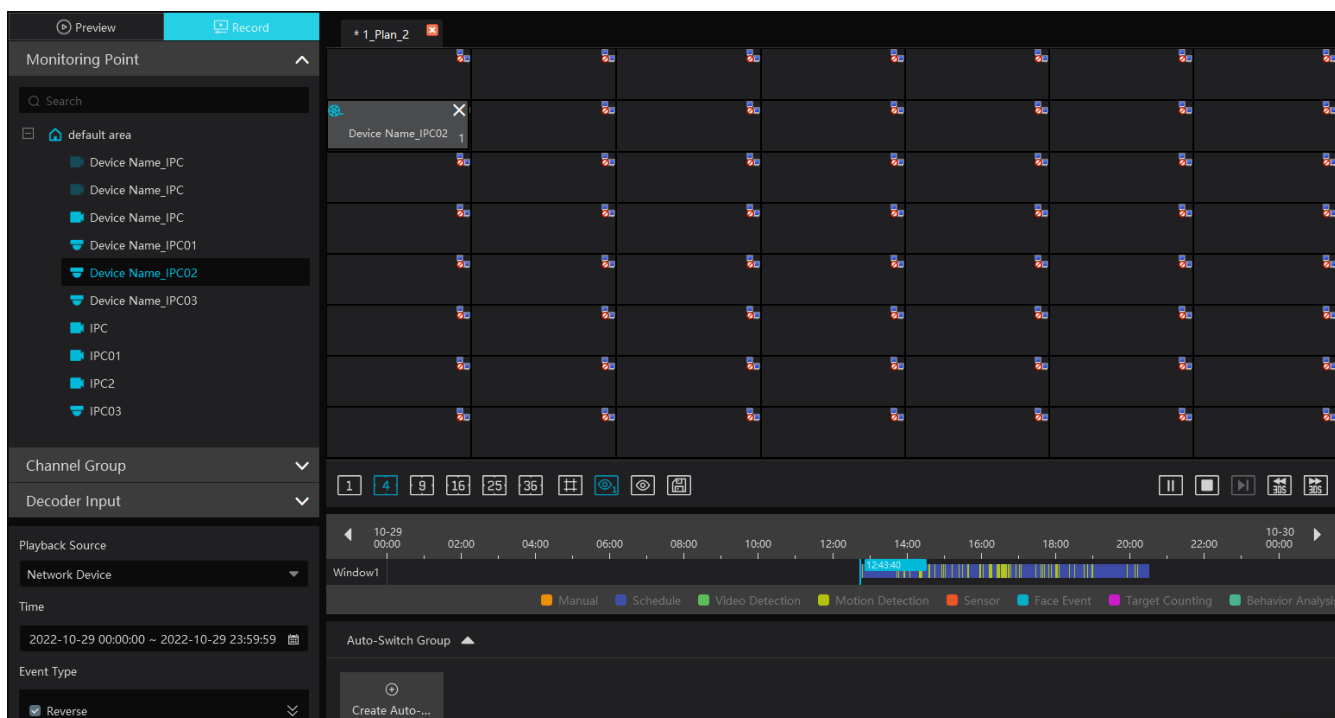 Preview
Record
Monitoring Point
Search
default area
Device Name_IPC
Device Name_IPC
Device Name_IPC
Device Name_IPC01
Device Name_IPC02
Device Name_IPC03
IPC
IPC01
IPC2
IPC03
Channel Group
Decoder Input
Playback Source
Network Device
Time
2022-10-29 00:00:00 ~ 2022-10-29 23:59:59
Event Type
Reverse
* 1_Plan_2
Device Name_IPC02 1
1 4 9 16 25 36
30S 30S
10-29 10-30
00:00 02:00 04:00 06:00 08:00 10:00 12:00 14:00 16:00 18:00 20:00 22:00 00:00
Window1 12:43:40
Manual Schedule Video Detection Motion Detection Sensor Face Event Target Counting Behavior Analysi
Auto-Switch Group
Create Auto-...